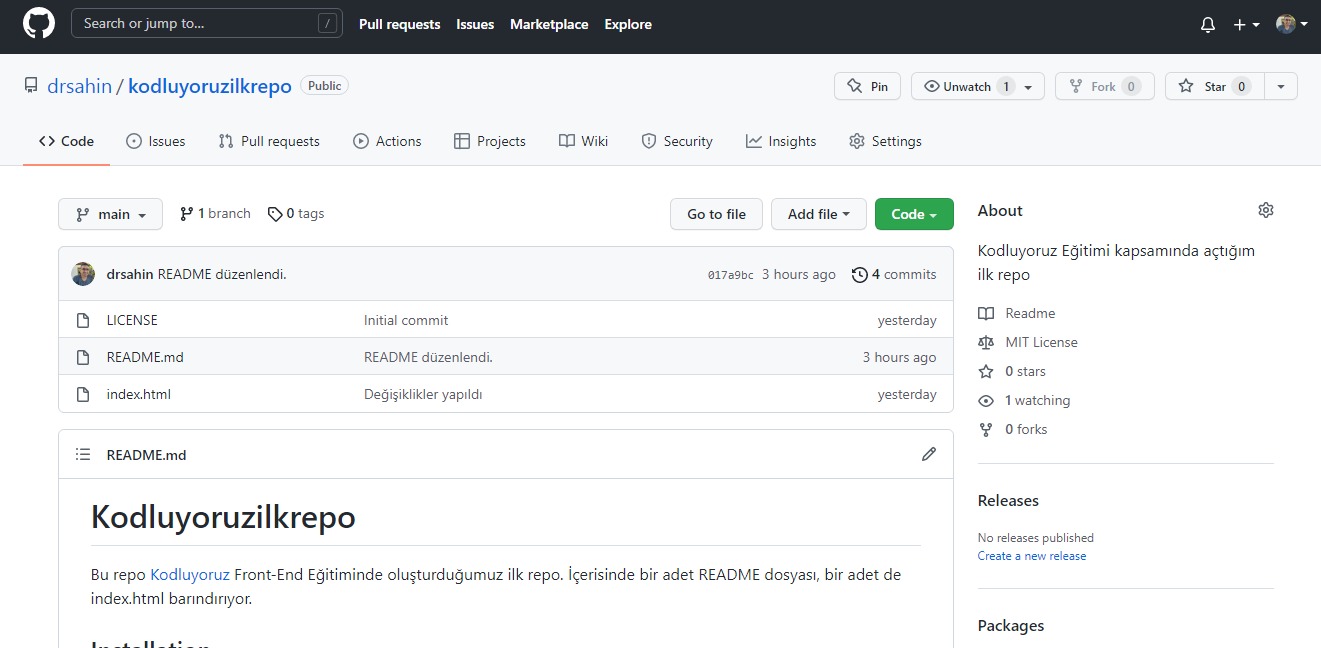 Search or jump to... /
Pull requests Issues Marketplace Explore
drsahin / kodluyoruzilkrepo Public
Pin Unwatch 1 Fork 0 Star 0
Code Issues Pull requests Actions Projects Wiki Security Insights Settings
main 1 branch 0 tags Go to file Add file Code
drsahin README düzenlendi. 017a9bc 3 hours ago 4 commits
LICENSE Initial commit yesterday
README.md README düzenlendi. 3 hours ago
index.html Değişiklikler yapıldı yesterday
README.md
Kodluyoruzilkrepo
Bu repo Kodluyoruz Front-End Eğitiminde oluşturduğumuz ilk repo. İçerisinde bir adet README dosyası, bir adet de
index.html barındırıyor.
Installation
About
Kodluyoruz Eğitimi kapsamında açtığım
ilk repo
Readme
MIT License
0 stars
1 watching
0 forks
Releases
No releases published
Create a new release
Packages